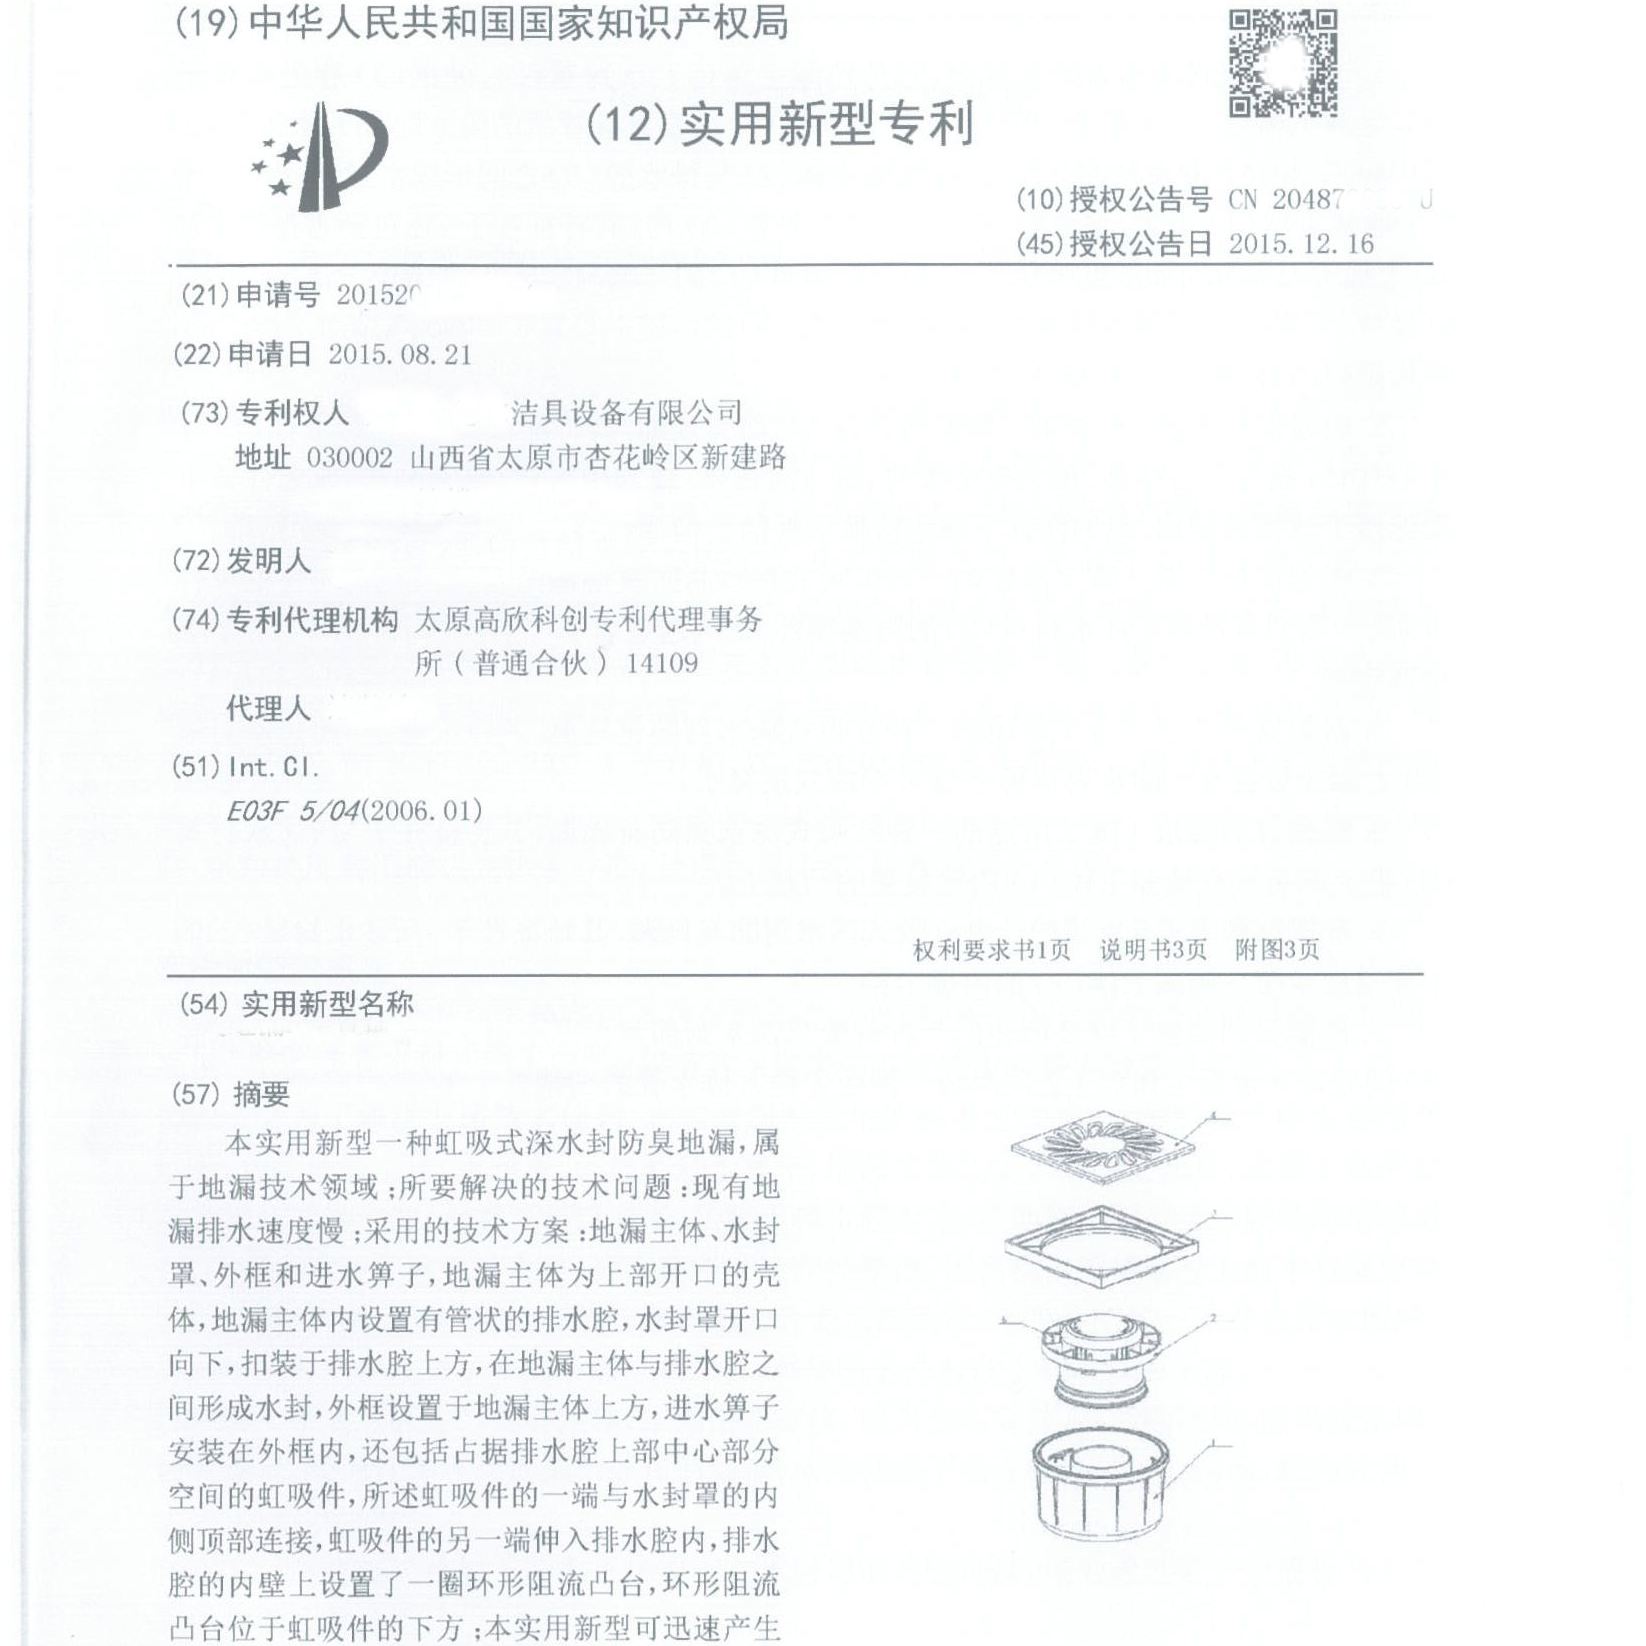 (19)中华人民共和国国家知识产权局
(12)实用新型专利
(10)授权公告号 CN 20487
(45)授权公告日 2015.12.16
(21)申请号 20152
(22)申请日 2015.08.21
(73)专利权人 洁具设备有限公司
地址 030002 山西省太原市杏花岭区新建路
(72)发明人
(74)专利代理机构 太原高欣科创专利代理事务
所(普通合伙) 14109
代理人
(51)Int.Cl.
E03F 5/04(2006.01)
权利要求书1页 说明书3页 附图3页
(54) 实用新型名称
(57) 摘要
本实用新型一种虹吸式深水封防臭地漏,属
于地漏技术领域;所要解决的技术问题:现有地
漏排水速度慢;采用的技术方案:地漏主体、水封
罩、外框和进水箅子,地漏主体为上部开口的壳
体,地漏主体内设置有管状的排水腔,水封罩开口
向下,扣装于排水腔上方,在地漏主体与排水腔之
间形成水封,外框设置于地漏主体上方,进水箅子
安装在外框内,还包括占据排水腔上部中心部分
空间的虹吸件,所述虹吸件的一端与水封罩的内
侧顶部连接,虹吸件的另一端伸入排水腔内,排水
腔的内壁上设置了一圈环形阻流凸台,环形阻流
凸台位于虹吸件的下方;本实用新型可迅速产生
2